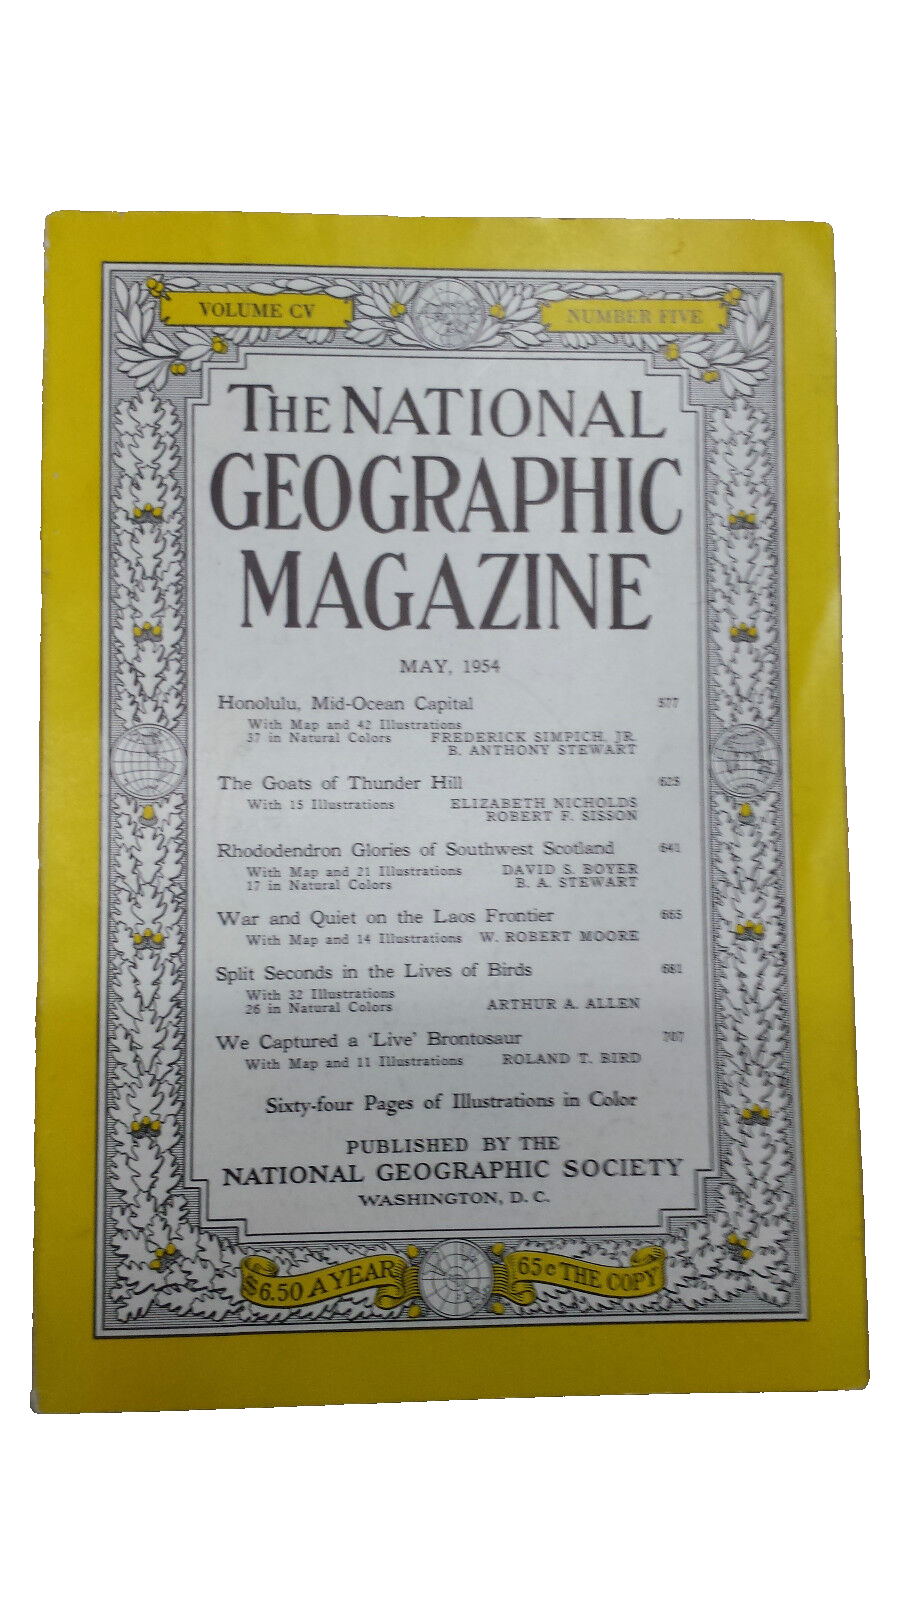 VOLUME CV
NUMBER FIVE
THE NATIONAL
GEOGRAPHIC
MAGAZINE
MAY, 1954
Honolulu, Mid-Ocean Capital 577
With Map and 42 Illustrations
37 in Natural Colors FREDERICK SIMPICH, JR.
B. ANTHONY STEWART
The Goats of Thunder Hill 625
With 15 Illustrations ELIZABETH NICHOLDS
ROBERT F. SISSON
Rhododendron Glories of Southwest Scotland 641
With Map and 21 Illustrations DAVID S. BOYER
17 in Natural Colors B. A. STEWART
War and Quiet on the Laos Frontier 665
With Map and 14 Illustrations W. ROBERT MOORE
Split Seconds in the Lives of Birds 681
With 32 Illustrations
26 in Natural Colors ARTHUR A. ALLEN
We Captured a 'Live' Brontosaur 707
With Map and 11 Illustrations ROLAND T. BIRD
Sixty-four Pages of Illustrations in Color
PUBLISHED BY THE
NATIONAL GEOGRAPHIC SOCIETY
WASHINGTON, D. C.
$6.50 A YEAR
65c THE COPY